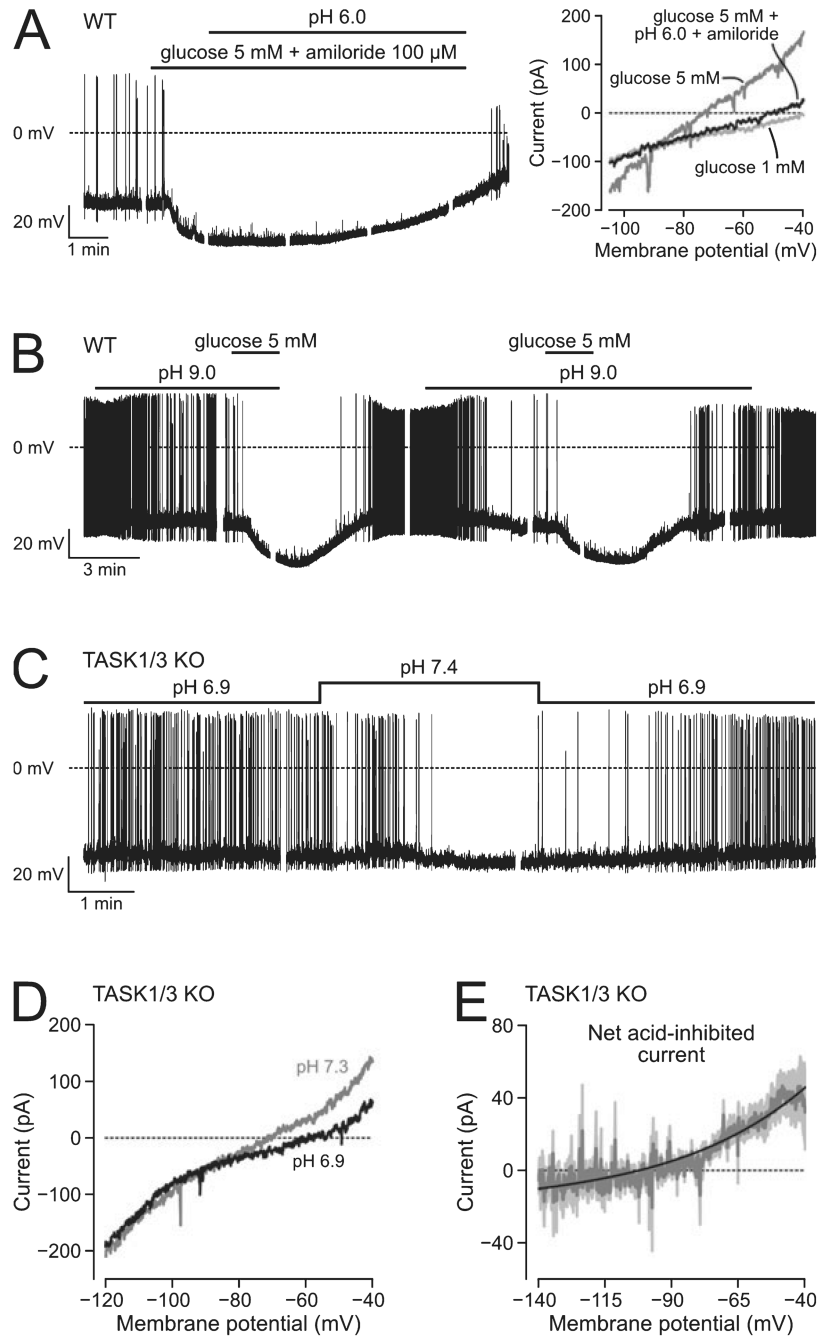 A
WT
pH 6.0
glucose 5 mM + amiloride 100 µM
0 mV
20 mV
1 min
200
100
0
−100
−200
Current (pA)
glucose 5 mM +
pH 6.0 + amiloride
glucose 5 mM
glucose 1 mM
−100
−80
−60
−40
Membrane potential (mV)
B
WT
glucose 5 mM
glucose 5 mM
pH 9.0
pH 9.0
0 mV
20 mV
3 min
C
TASK1/3 KO
pH 6.9
pH 7.4
pH 6.9
0 mV
20 mV
1 min
D
TASK1/3 KO
200
100
0
−100
−200
Current (pA)
pH 7.3
pH 6.9
−120
−100
−80
−60
−40
Membrane potential (mV)
E
TASK1/3 KO
Net acid-inhibited
current
80
40
0
−40
Current (pA)
−140
−115
−90
−65
−40
Membrane potential (mV)